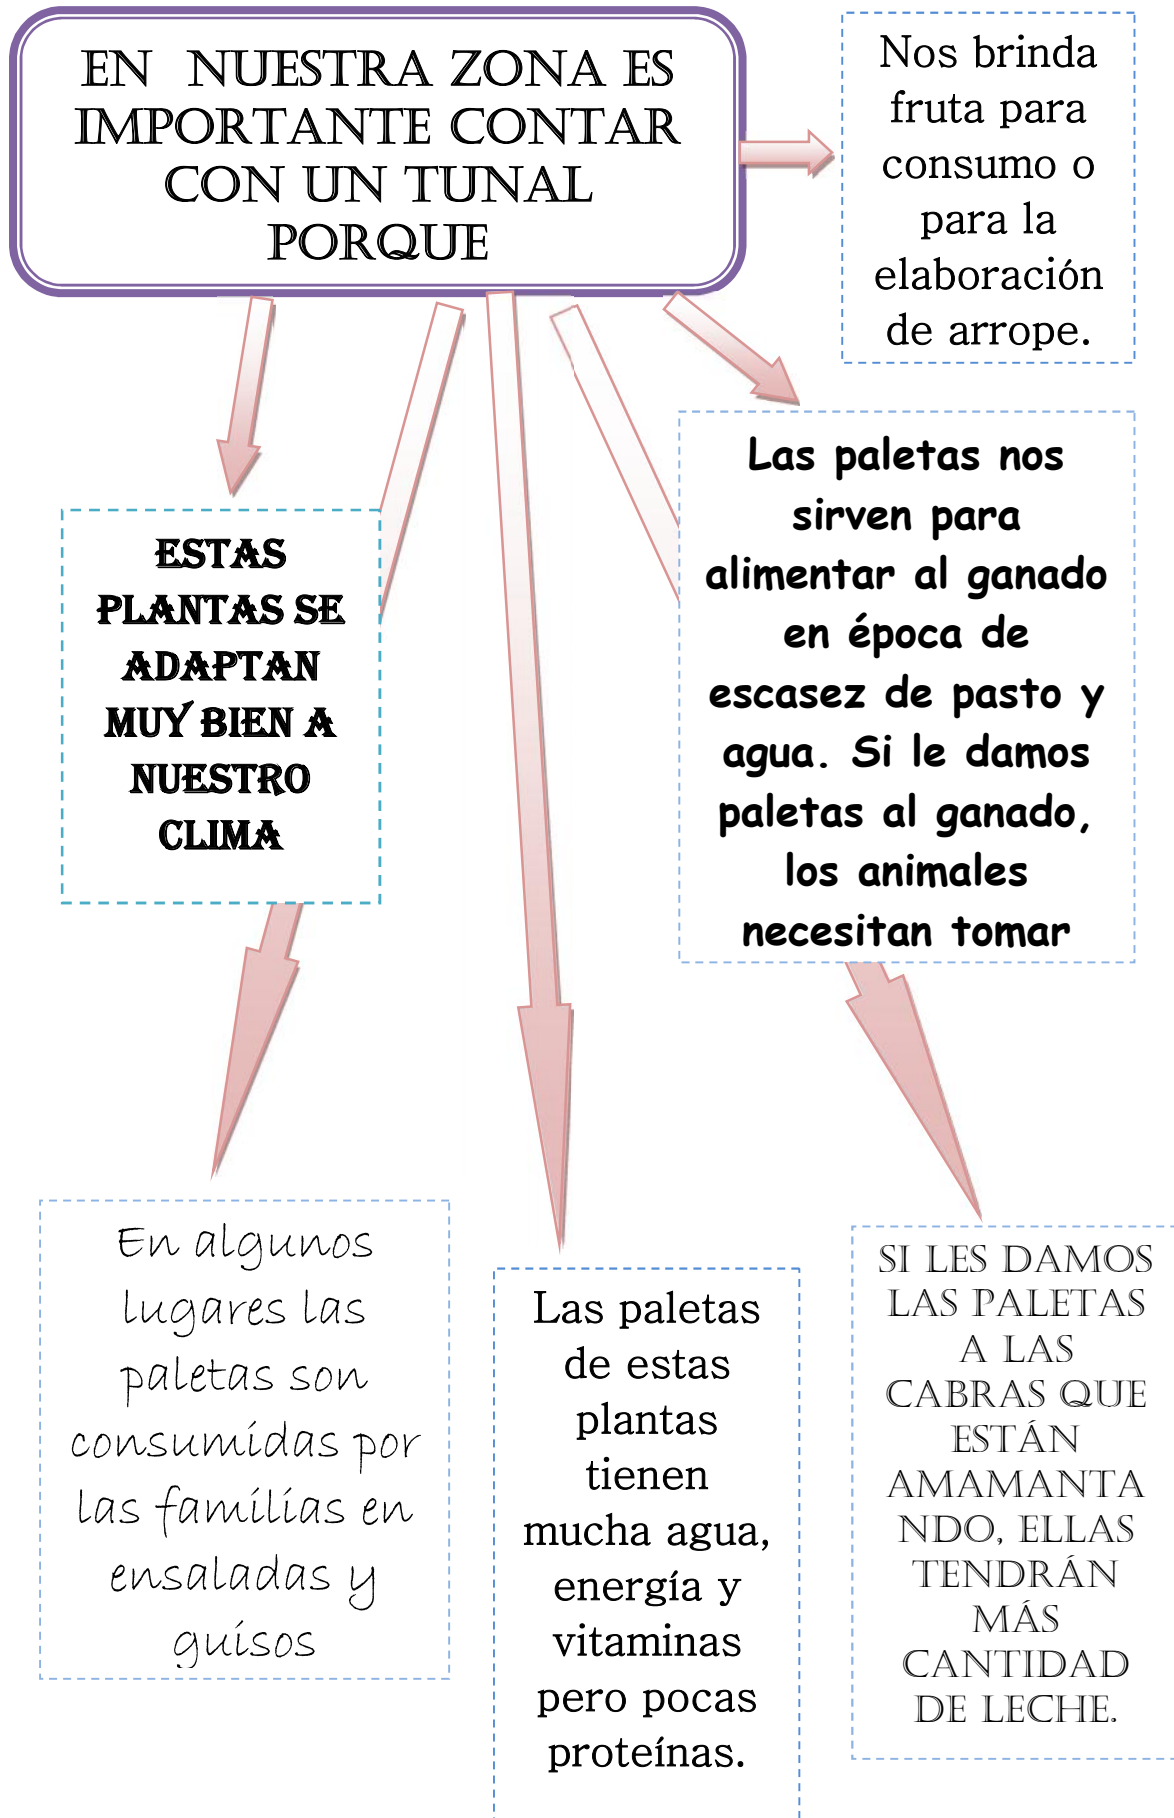 EN NUESTRA ZONA ES
IMPORTANTE CONTAR
CON UN TUNAL
PORQUE
Nos brinda
fruta para
consumo o
para la
elaboración
de arrope.
ESTAS
PLANTAS SE
ADAPTAN
MUY BIEN A
NUESTRO
CLIMA
Las paletas nos
sirven para
alimentar al ganado
en época de
escasez de pasto y
agua. Si le damos
paletas al ganado,
los animales
necesitan tomar
En algunos
lugares las
paletas son
consumidas por
las familias en
ensaladas y
guisos
Las paletas
de estas
plantas
tienen
mucha agua,
energía y
vitaminas
pero pocas
proteínas.
SI LES DAMOS
LAS PALETAS
A LAS
CABRAS QUE
ESTÁN
AMAMANTA
NDO, ELLAS
TENDRÁN
MÁS
CANTIDAD
DE LECHE.